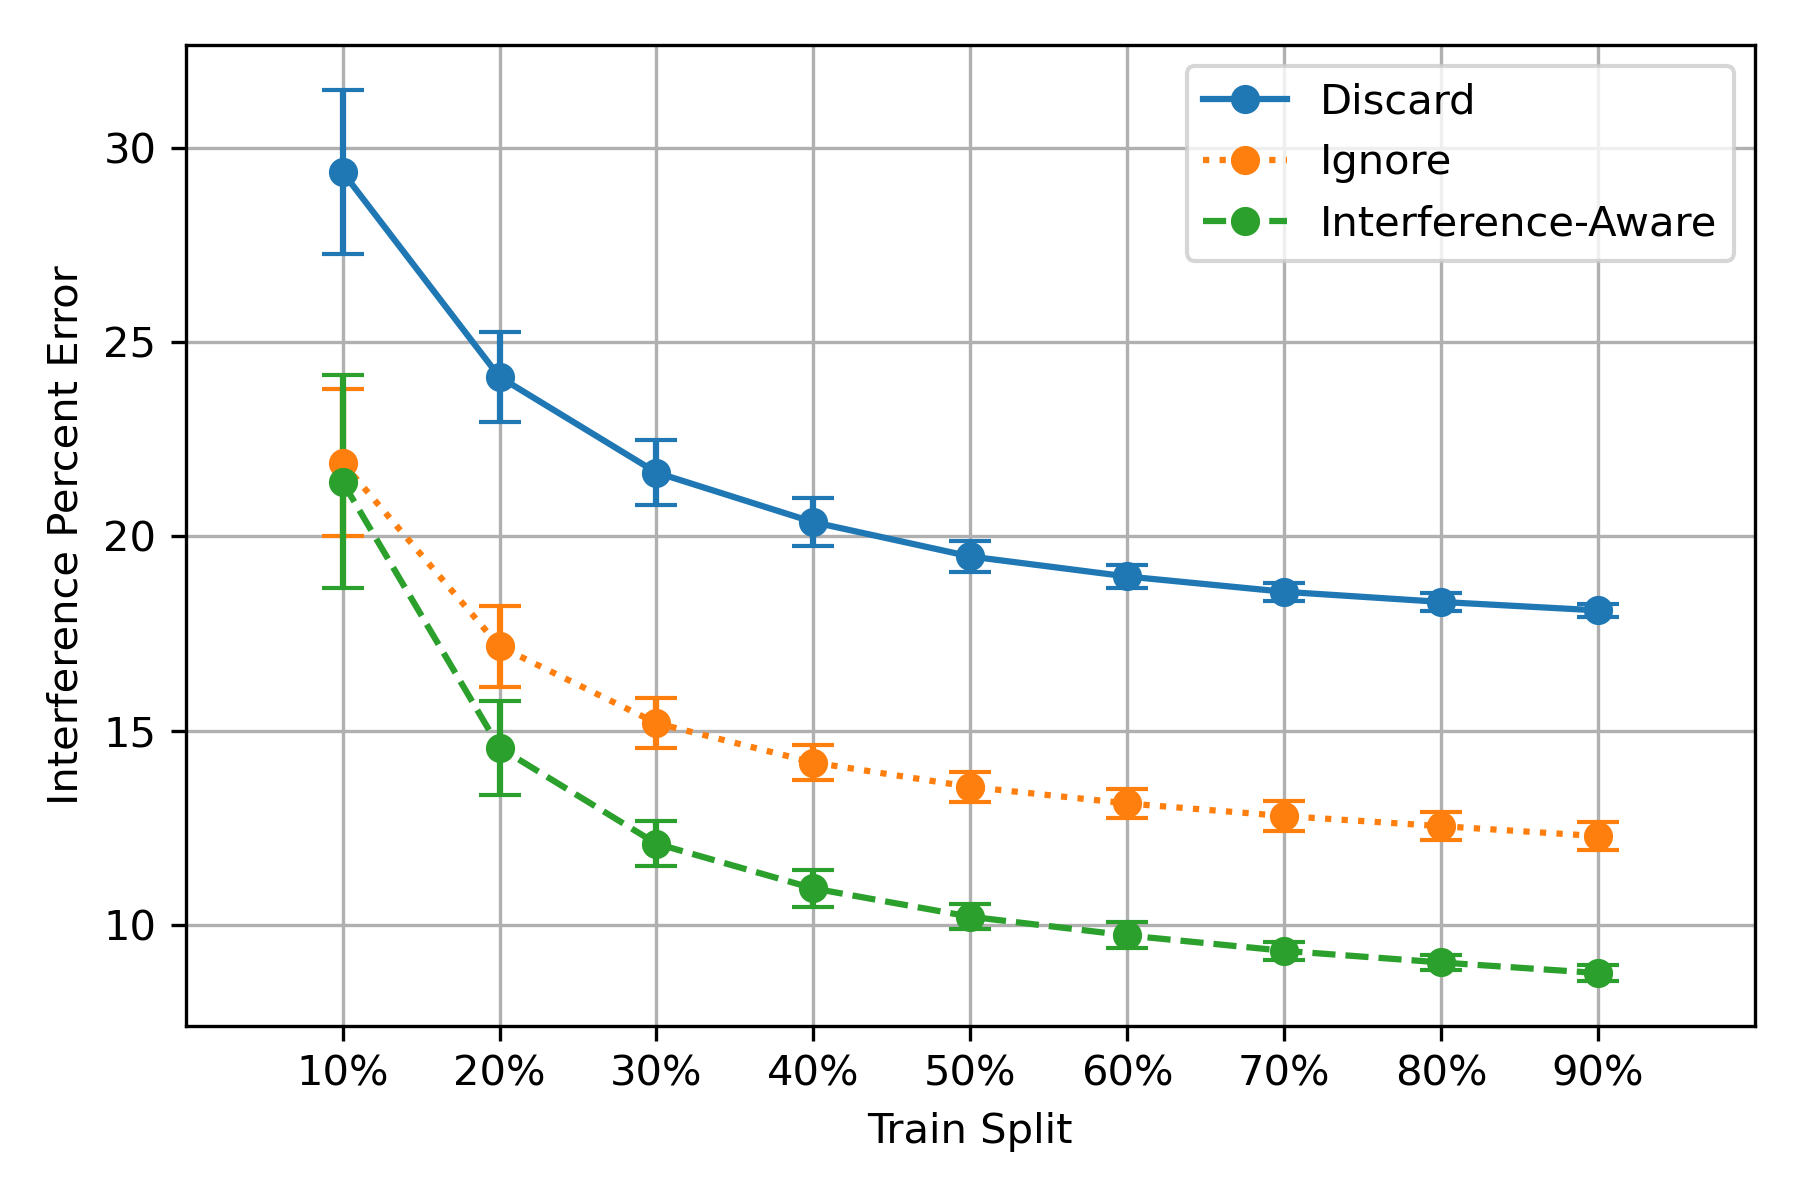 Discard
Ignore
Interference-Aware
Interference Percent Error
30
25
20
15
10
10% 20% 30% 40% 50% 60% 70% 80% 90%
Train Split